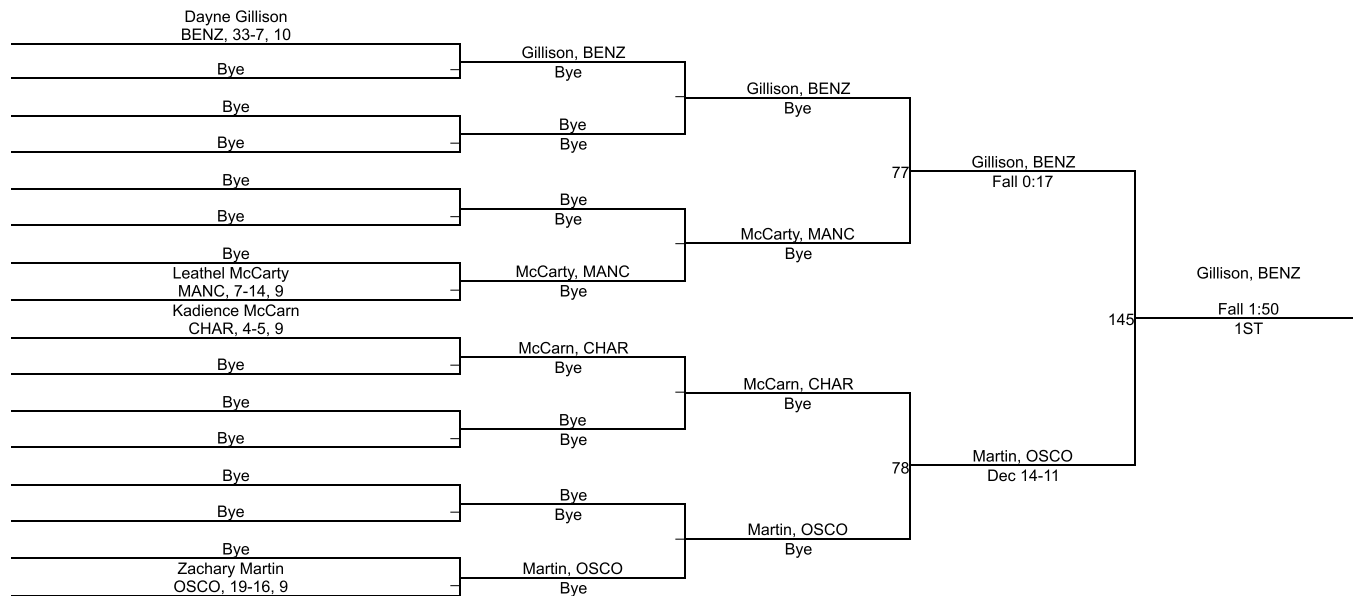 Dayne Gillison
BENZ, 33-7, 10
Bye
Bye
Bye
Bye
Bye
Bye
Leathel McCarty
MANC, 7-14, 9
Kadience McCarn
CHAR, 4-5, 9
Bye
Bye
Bye
Bye
Bye
Bye
Zachary Martin
OSCO, 19-16, 9
Gillison, BENZ
Bye
Bye
Bye
Bye
Bye
McCarty, MANC
Bye
McCarn, CHAR
Bye
Bye
Bye
Bye
Bye
Martin, OSCO
Bye
Gillison, BENZ
Bye
77
McCarty, MANC
Bye
McCarn, CHAR
Bye
78
Martin, OSCO
Bye
Gillison, BENZ
Fall 0:17
145
Martin, OSCO
Dec 14-11
Gillison, BENZ
Fall 1:50
1ST